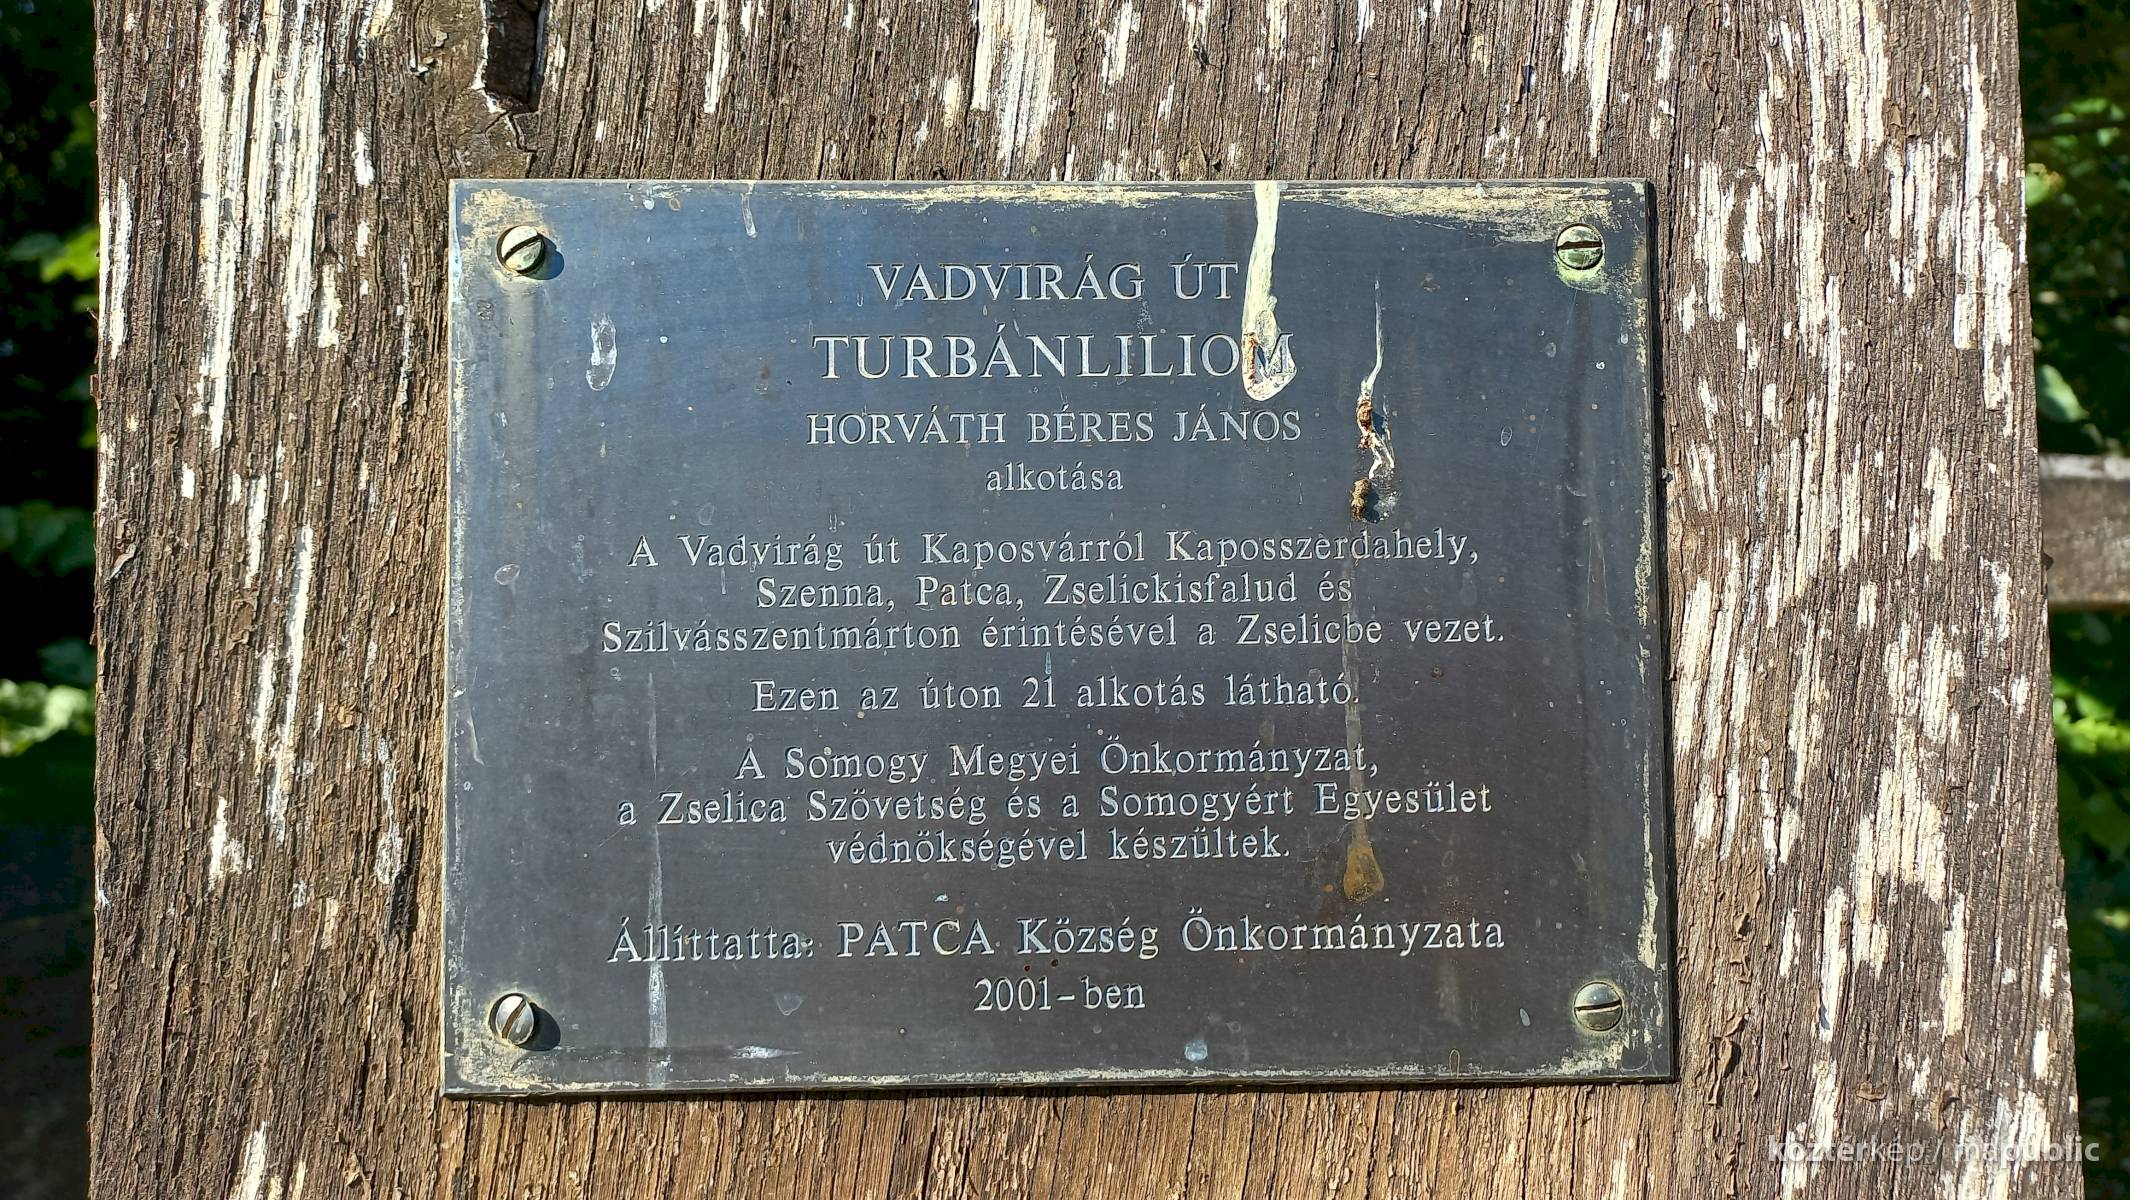 VADVIRÁG ÚT
TURBÁNLILIOM
HORVÁTH BÉRES JÁNOS
alkotása
A Vadvirág út Kaposvárról Kaposszerdahely,
Szenna, Patca, Zselickisfalud és
Szilvásszentmárton érintésével a Zselicbe vezet.
Ezen az úton 21 alkotás látható.
A Somogy Megyei Önkormányzat,
a Zselica Szövetség és a Somogyért Egyesület
védnökségével készültek.
Állíttatta: PATCA Község Önkormányzata
2001-ben
köztérkép / mapublic